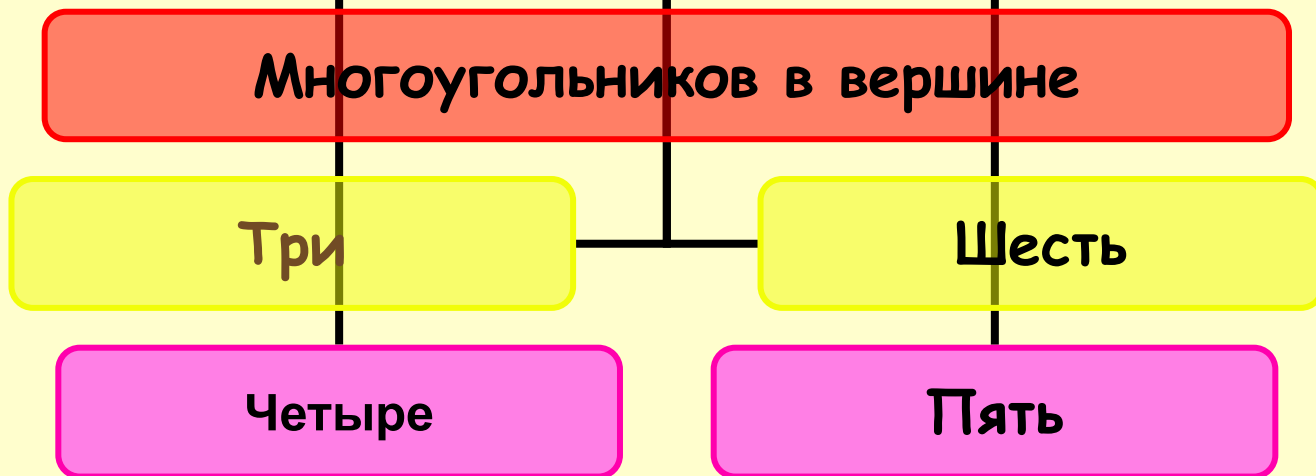 Многоугольников в вершине
Три
Шесть
Четыре
Пять